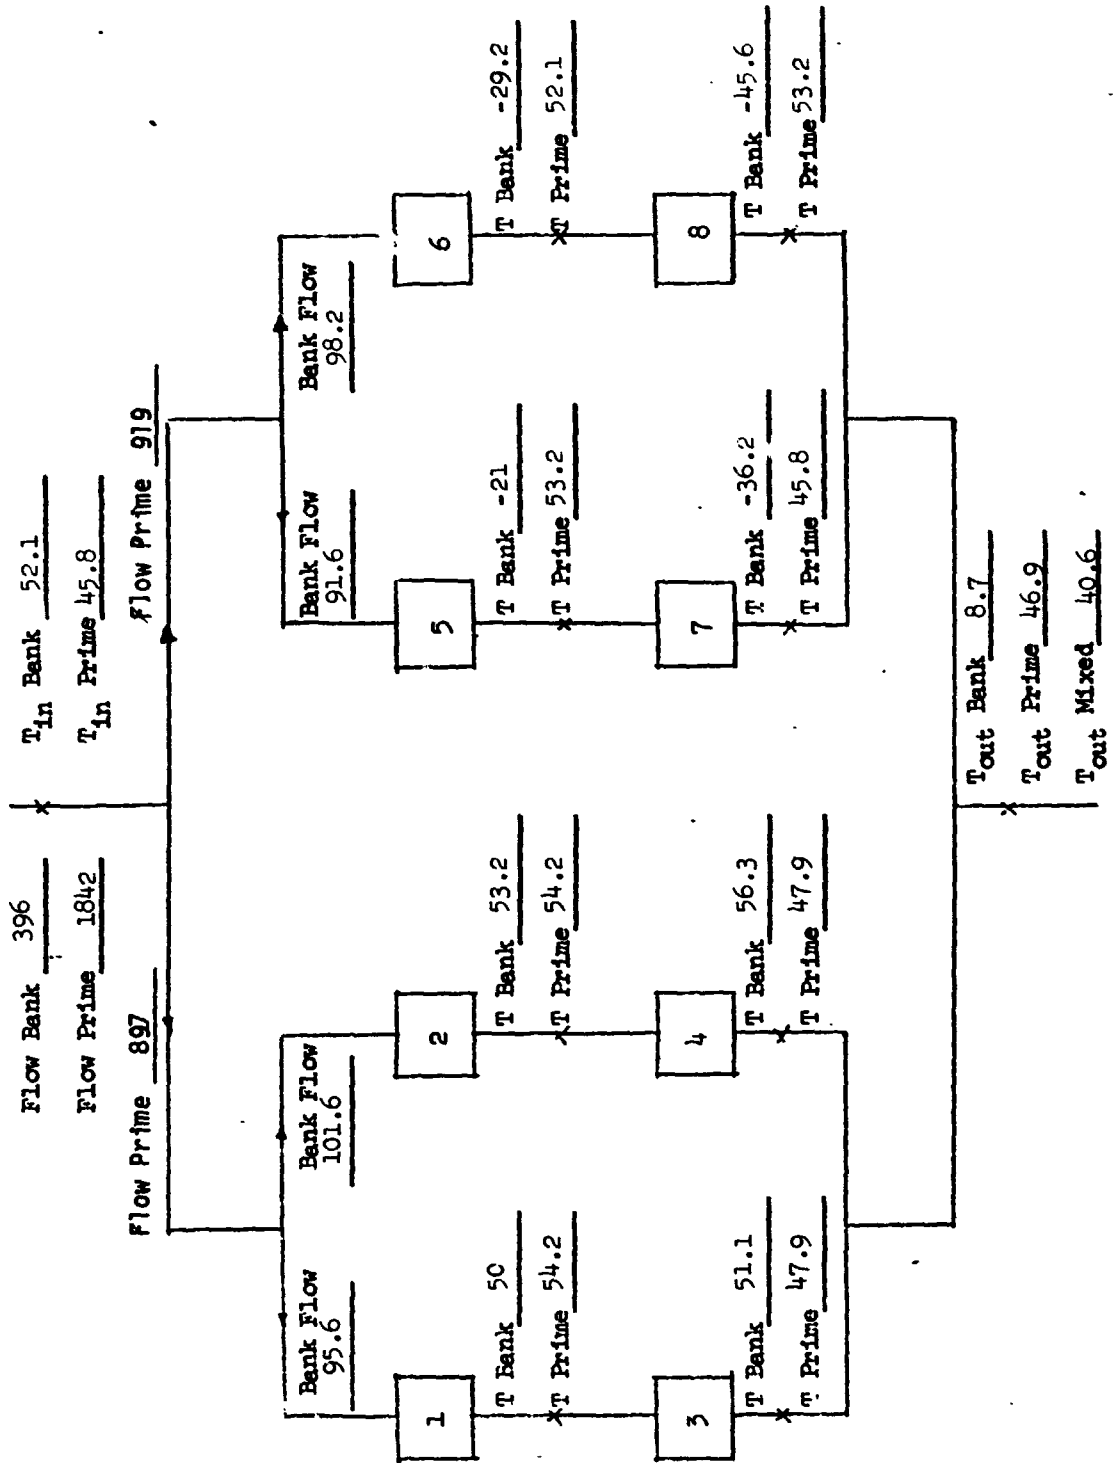 Flow Bank 396
Flow Prime 1842
T_in Bank 52.1
T_in Prime 45.8
Flow Prime 897
Flow Prime 919
Bank Flow
95.6
Bank Flow
101.6
Bank Flow
91.6
Bank Flow
98.2
1
2
5
6
T Bank 50
T Prime 54.2
T Bank 53.2
T Prime 54.2
T Bank -21
T Prime 53.2
T Bank -29.2
T Prime 52.1
3
4
7
8
T Bank 51.1
T Prime 47.9
T Bank 56.3
T Prime 47.9
T Bank -36.2
T Prime 45.8
T Bank -45.6
T Prime 53.2
T_out Bank 8.7
T_out Prime 46.9
T_out Mixed 40.6